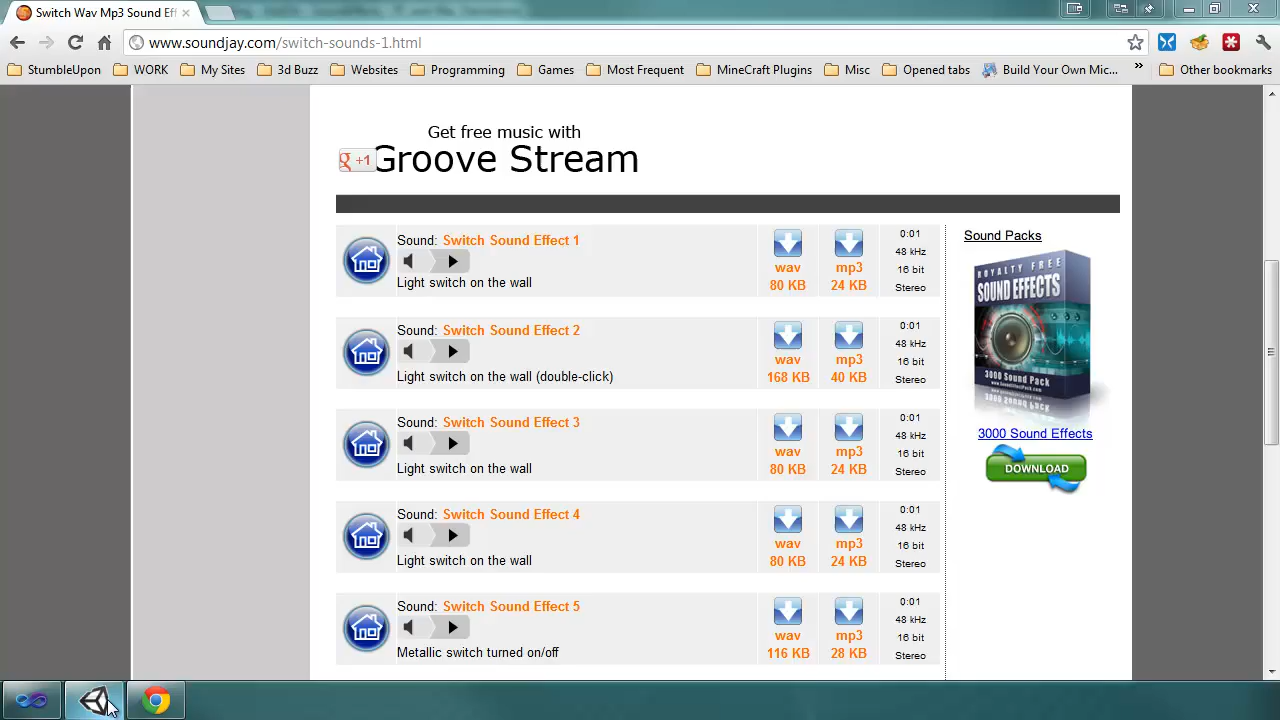 Switch Wav Mp3 Sound Eff
www.soundjay.com/switch-sounds-1.html
StumbleUpon
WORK
My Sites
3d Buzz
Websites
Programming
Games
Most Frequent
MineCraft Plugins
Misc
Opened tabs
Build Your Own Mic...
»
Other bookmarks
Get free music with
g +1
Groove Stream
Sound: Switch Sound Effect 1
Light switch on the wall
wav
80 KB
mp3
24 KB
0:01
48 kHz
16 bit
Stereo
Sound: Switch Sound Effect 2
Light switch on the wall (double-click)
wav
168 KB
mp3
40 KB
0:01
48 kHz
16 bit
Stereo
Sound: Switch Sound Effect 3
Light switch on the wall
wav
80 KB
mp3
24 KB
0:01
48 kHz
16 bit
Stereo
Sound: Switch Sound Effect 4
Light switch on the wall
wav
80 KB
mp3
24 KB
0:01
48 kHz
16 bit
Stereo
Sound: Switch Sound Effect 5
Metallic switch turned on/off
wav
116 KB
mp3
28 KB
0:01
48 kHz
16 bit
Stereo
Sound Packs
ROYALTY FREE
SOUND EFFECTS
3000 Sound Pack
www.SoundEffectPack.com
3000 Sound Effects
DOWNLOAD